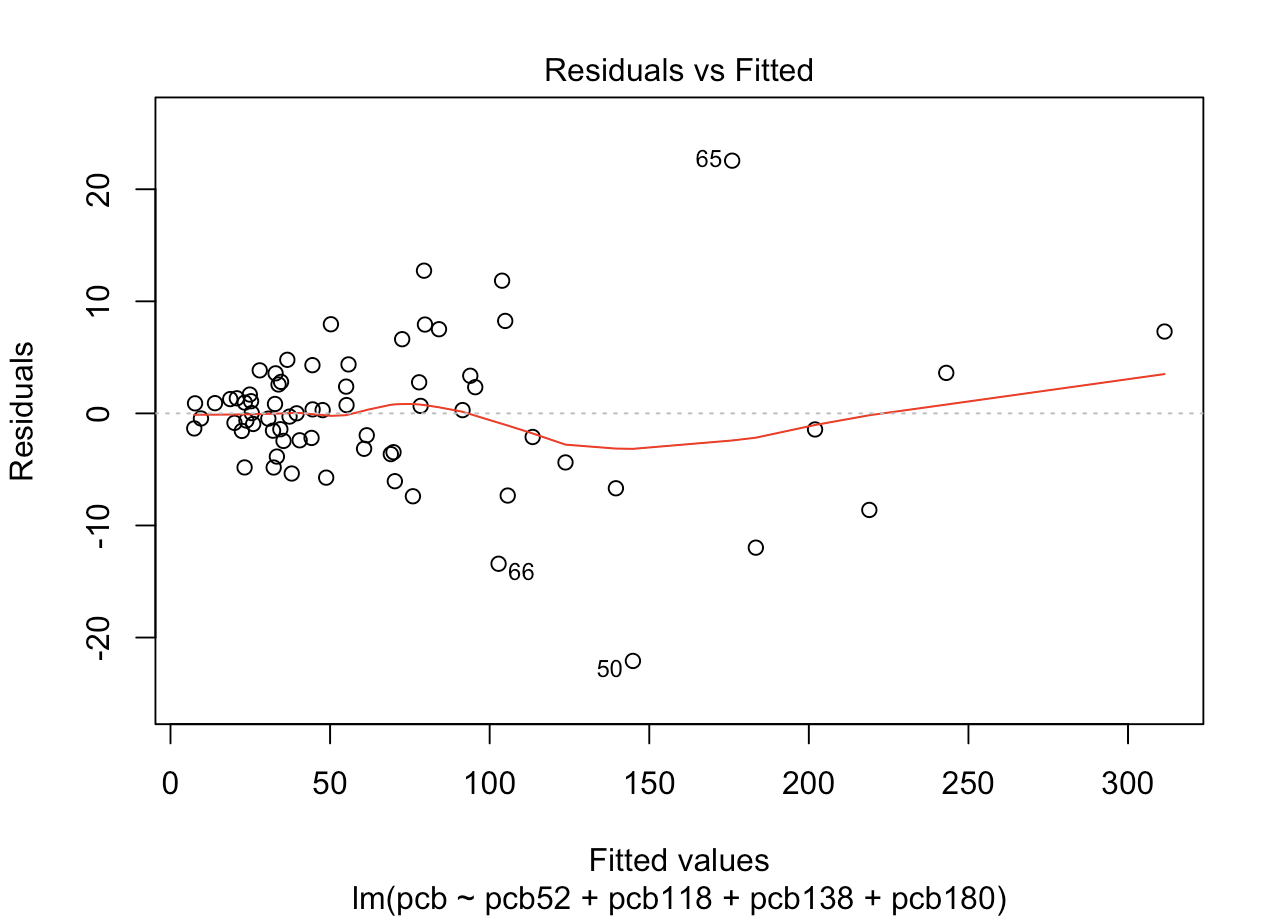 Residuals vs Fitted
Residuals
20
10
0
-10
-20
65
66
50
0 50 100 150 200 250 300
Fitted values
lm(pcb ~ pcb52 + pcb118 + pcb138 + pcb180)